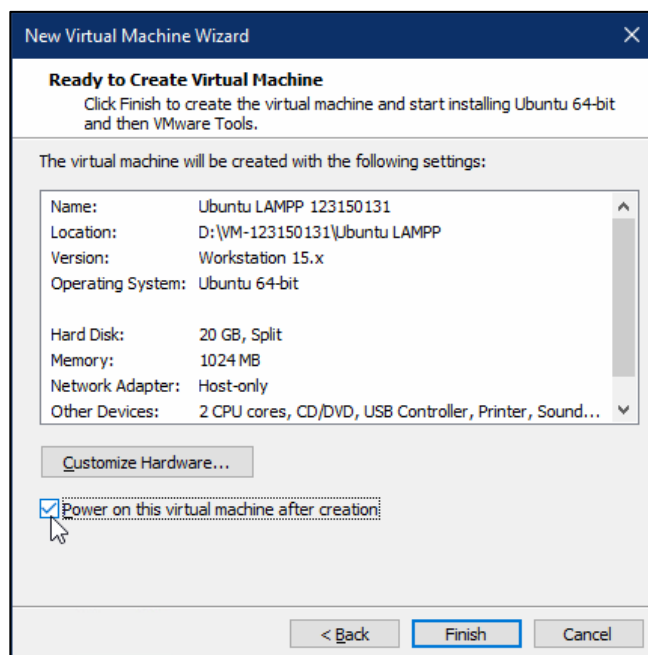 New Virtual Machine Wizard
Ready to Create Virtual Machine
Click Finish to create the virtual machine and start installing Ubuntu 64-bit
and then VMware Tools.
The virtual machine will be created with the following settings:
Name: Ubuntu LAMPP 123150131
Location: D:\VM-123150131\Ubuntu LAMPP
Version: Workstation 15.x
Operating System: Ubuntu 64-bit
Hard Disk: 20 GB, Split
Memory: 1024 MB
Network Adapter: Host-only
Other Devices: 2 CPU cores, CD/DVD, USB Controller, Printer, Sound...
Customize Hardware...
Power on this virtual machine after creation
< Back Finish Cancel